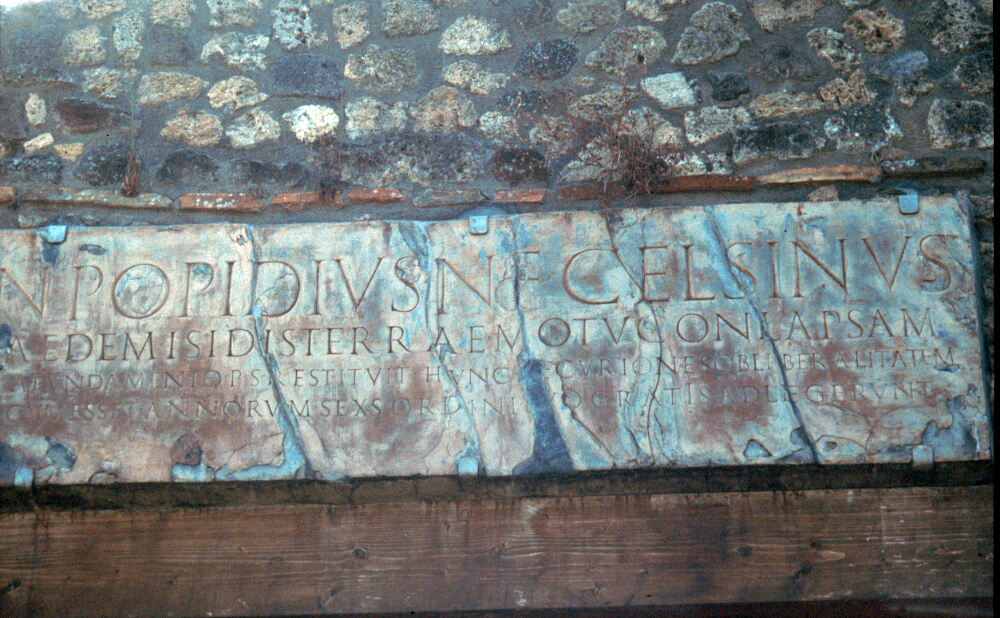 N POPIDIVS N F CELSINVS
AEDEM ISIDIS TERRAE MOTV CONLAPSAM
A FVNDAMENTO P S RESTITVIT HVNC DECVRIONES OB LIBERALITATEM
CVM ESSET ANNORVM SEXS ORDINI SVO GRATIS ADLEGERVNT